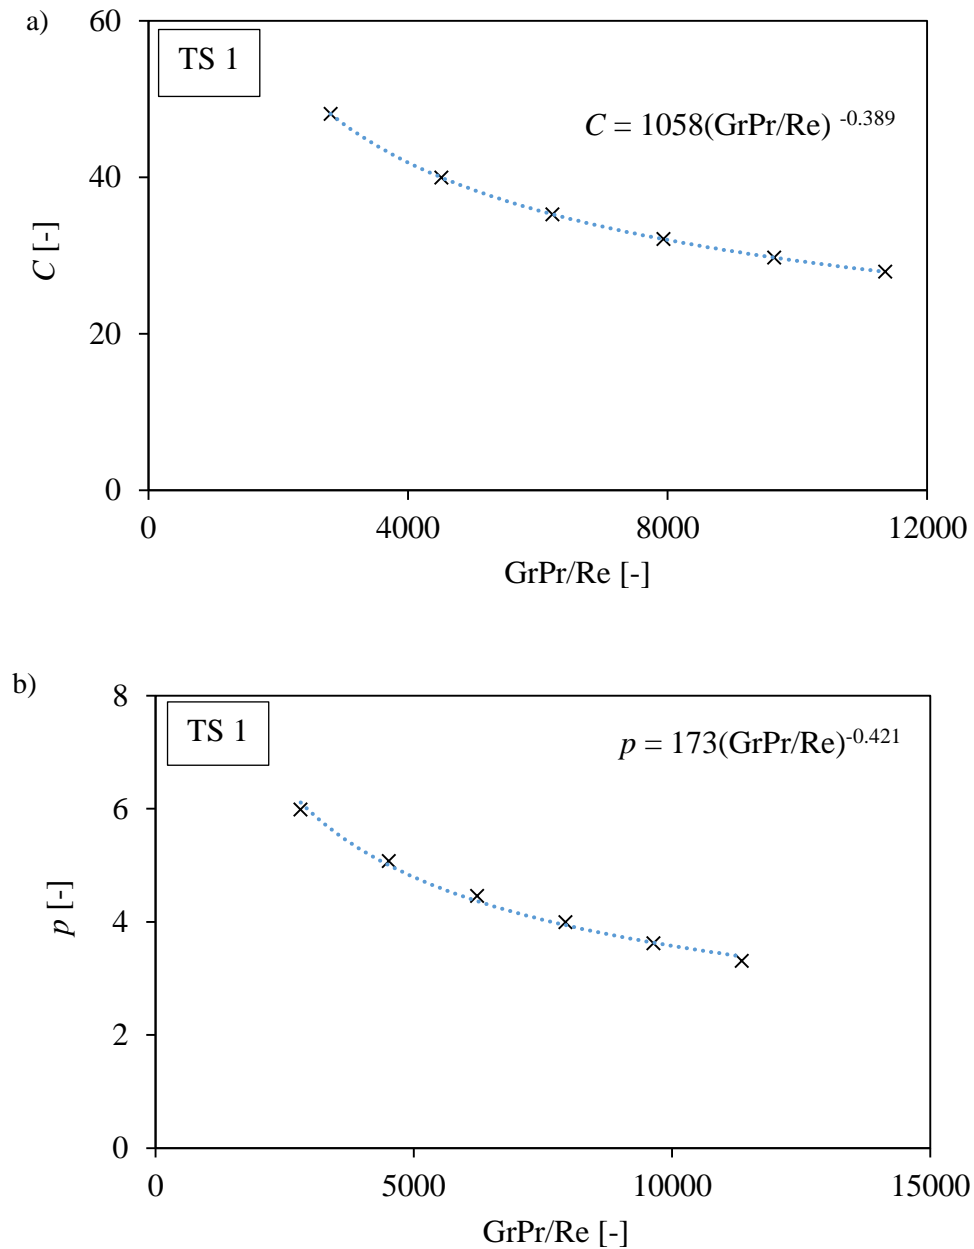 a)
60
TS 1
C = 1058(GrPr/Re) -0.389
40
C [-]
20
0
0 4000 8000 12000
GrPr/Re [-]
b)
8
TS 1
p = 173(GrPr/Re)-0.421
6
p [-]
4
2
0
0 5000 10000 15000
GrPr/Re [-]